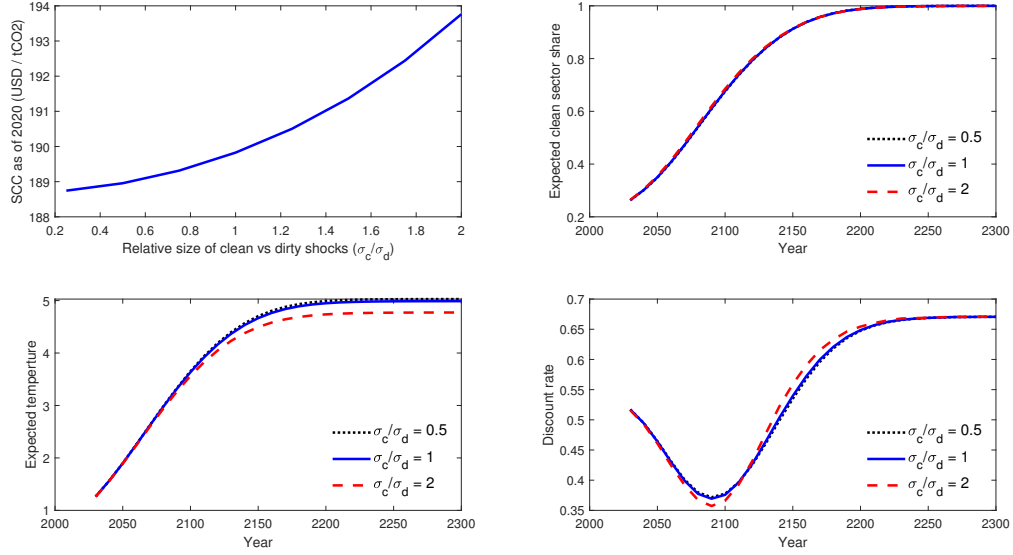 194
193
192
191
190
189
188
SCC as of 2020 (USD / tCO2)
0.2 0.4 0.6 0.8 1.0 1.2 1.4 1.6 1.8 2
Relative size of clean vs dirty shocks (σc/σd)
1
0.8
0.6
0.4
0.2
Expected clean sector share
σc/σd = 0.5
σc/σd = 1
σc/σd = 2
2000 2050 2100 2150 2200 2250 2300
Year
5
4
3
2
1
Expected temperture
σc/σd = 0.5
σc/σd = 1
σc/σd = 2
2000 2050 2100 2150 2200 2250 2300
Year
0.7
0.65
0.6
0.55
0.5
0.45
0.4
0.35
Discount rate
σc/σd = 0.5
σc/σd = 1
σc/σd = 2
2000 2050 2100 2150 2200 2250 2300
Year